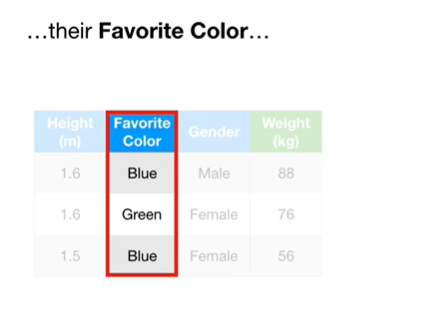 ...their Favorite Color...
Height (m) Favorite Color Gender Weight (kg)
1.6 Blue Male 88
1.6 Green Female 76
1.5 Blue Female 56